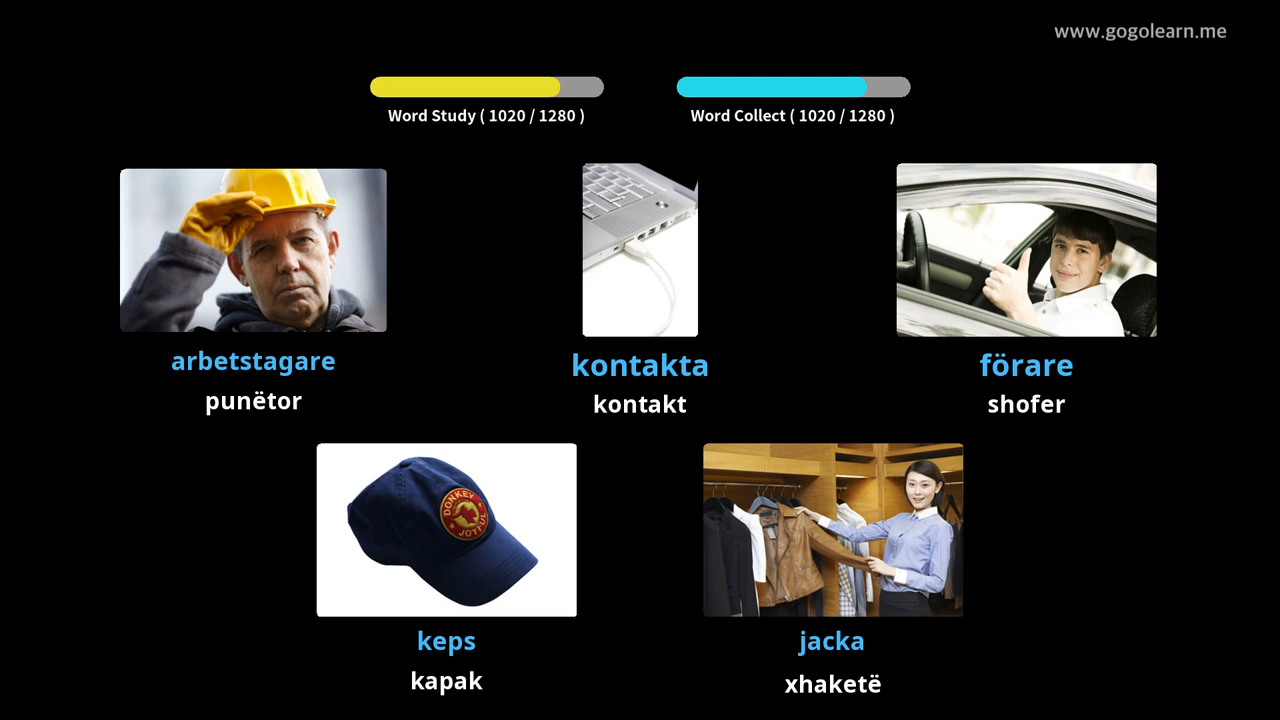 www.gogolearn.me
Word Study ( 1020 / 1280 )
Word Collect ( 1020 / 1280 )
arbetstagare
punëtor
kontakta
kontakt
förare
shofer
DONKEY
JOYFUL
keps
kapak
jacka
xhaketë